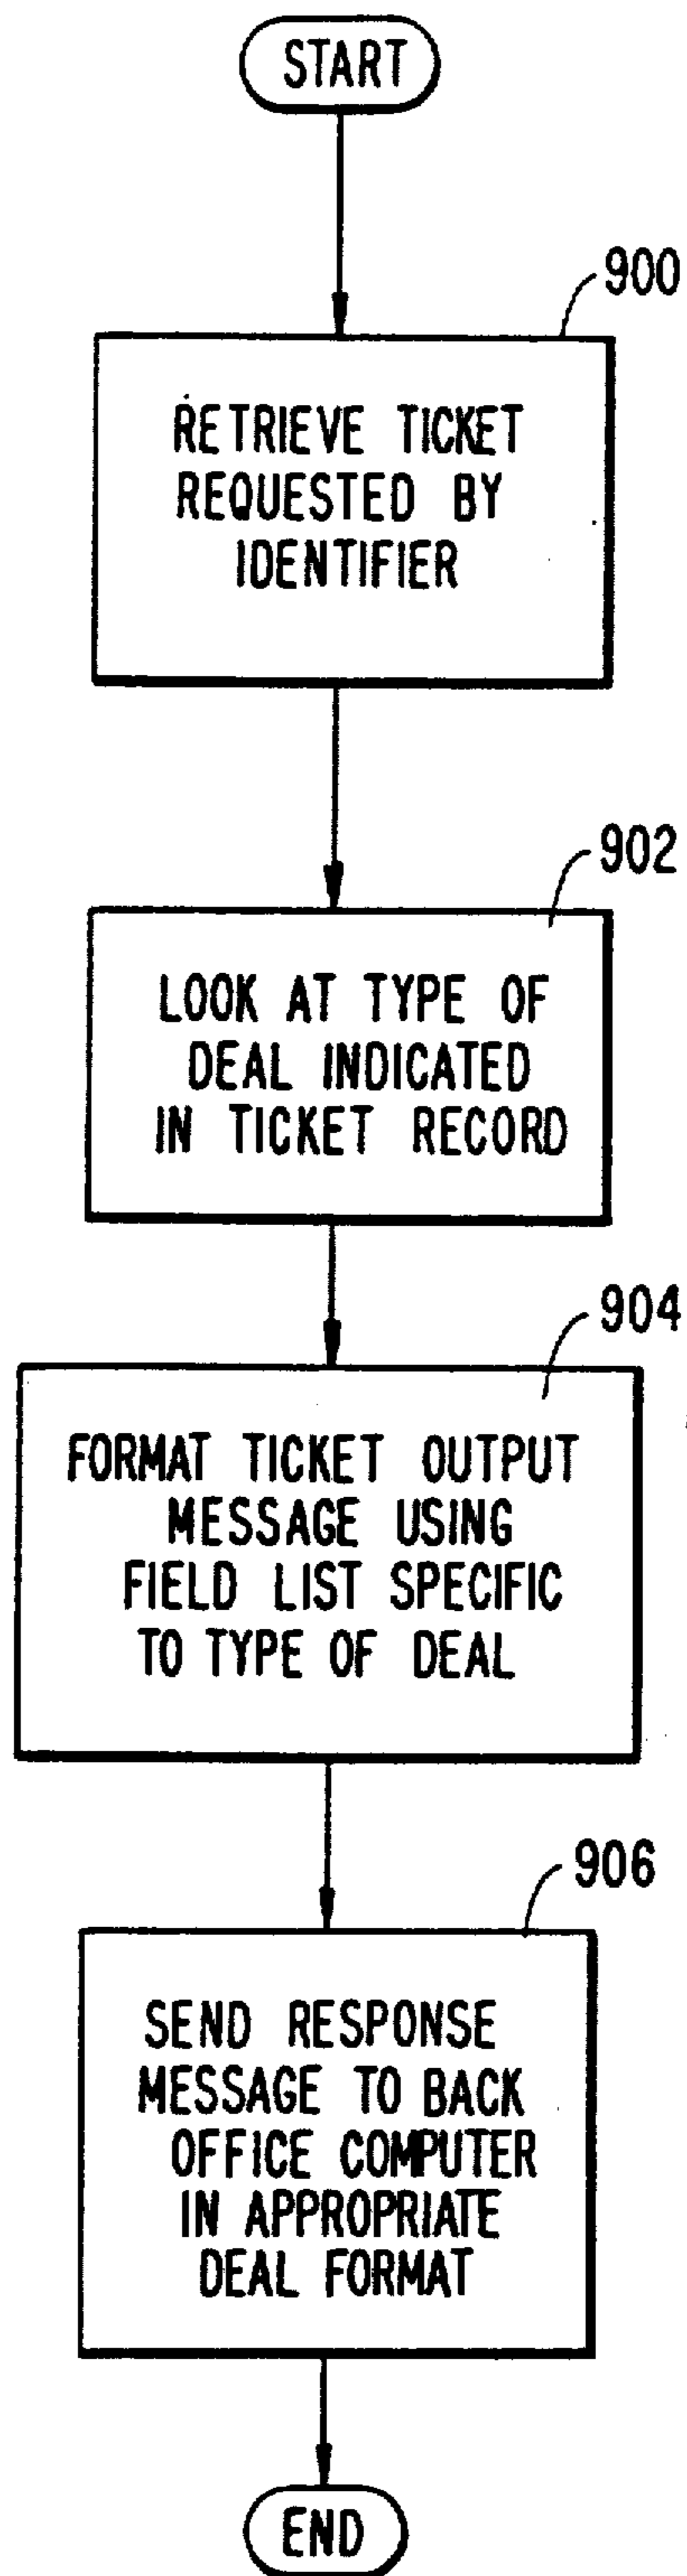 START
900
RETRIEVE TICKET
REQUESTED BY
IDENTIFIER
902
LOOK AT TYPE OF
DEAL INDICATED
IN TICKET RECORD
904
FORMAT TICKET OUTPUT
MESSAGE USING
FIELD LIST SPECIFIC
TO TYPE OF DEAL
906
SEND RESPONSE
MESSAGE TO BACK
OFFICE COMPUTER
IN APPROPRIATE
DEAL FORMAT
END